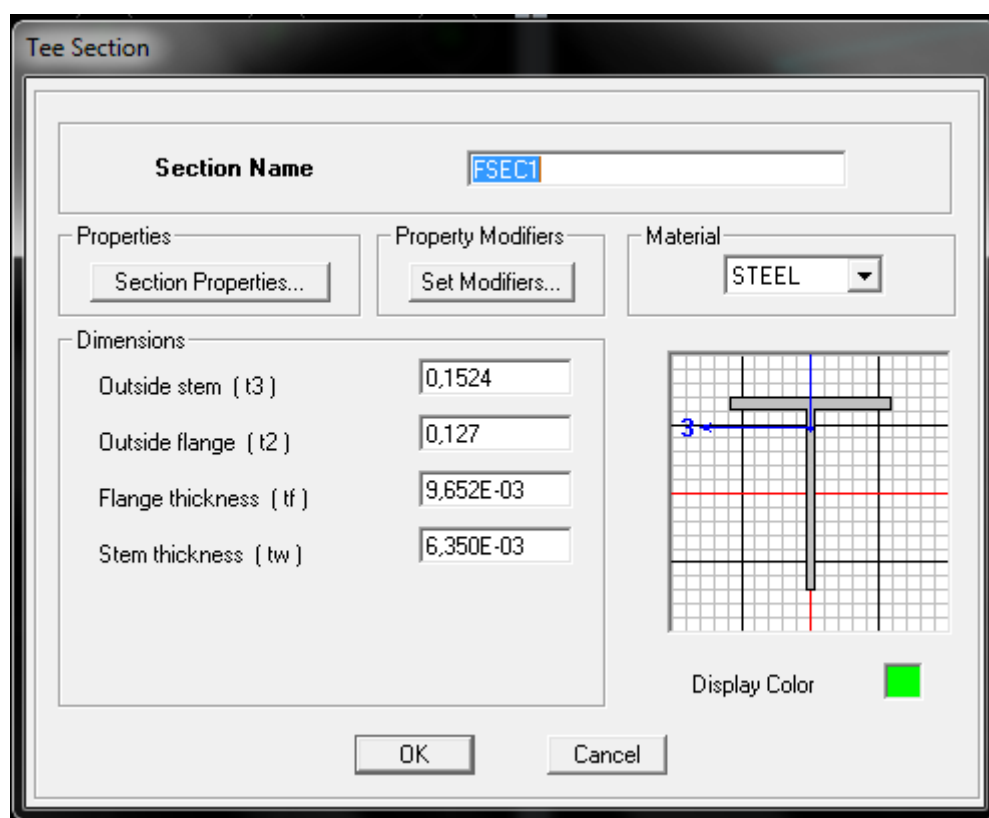 Tee Section
Section Name FSEC1
Properties Property Modifiers Material
Section Properties... Set Modifiers... STEEL
Dimensions
Outside stem ( t3 ) 0,1524
Outside flange ( t2 ) 0,127
Flange thickness ( tf ) 9,652E-03
Stem thickness ( tw ) 6,350E-03
3
Display Color
OK Cancel